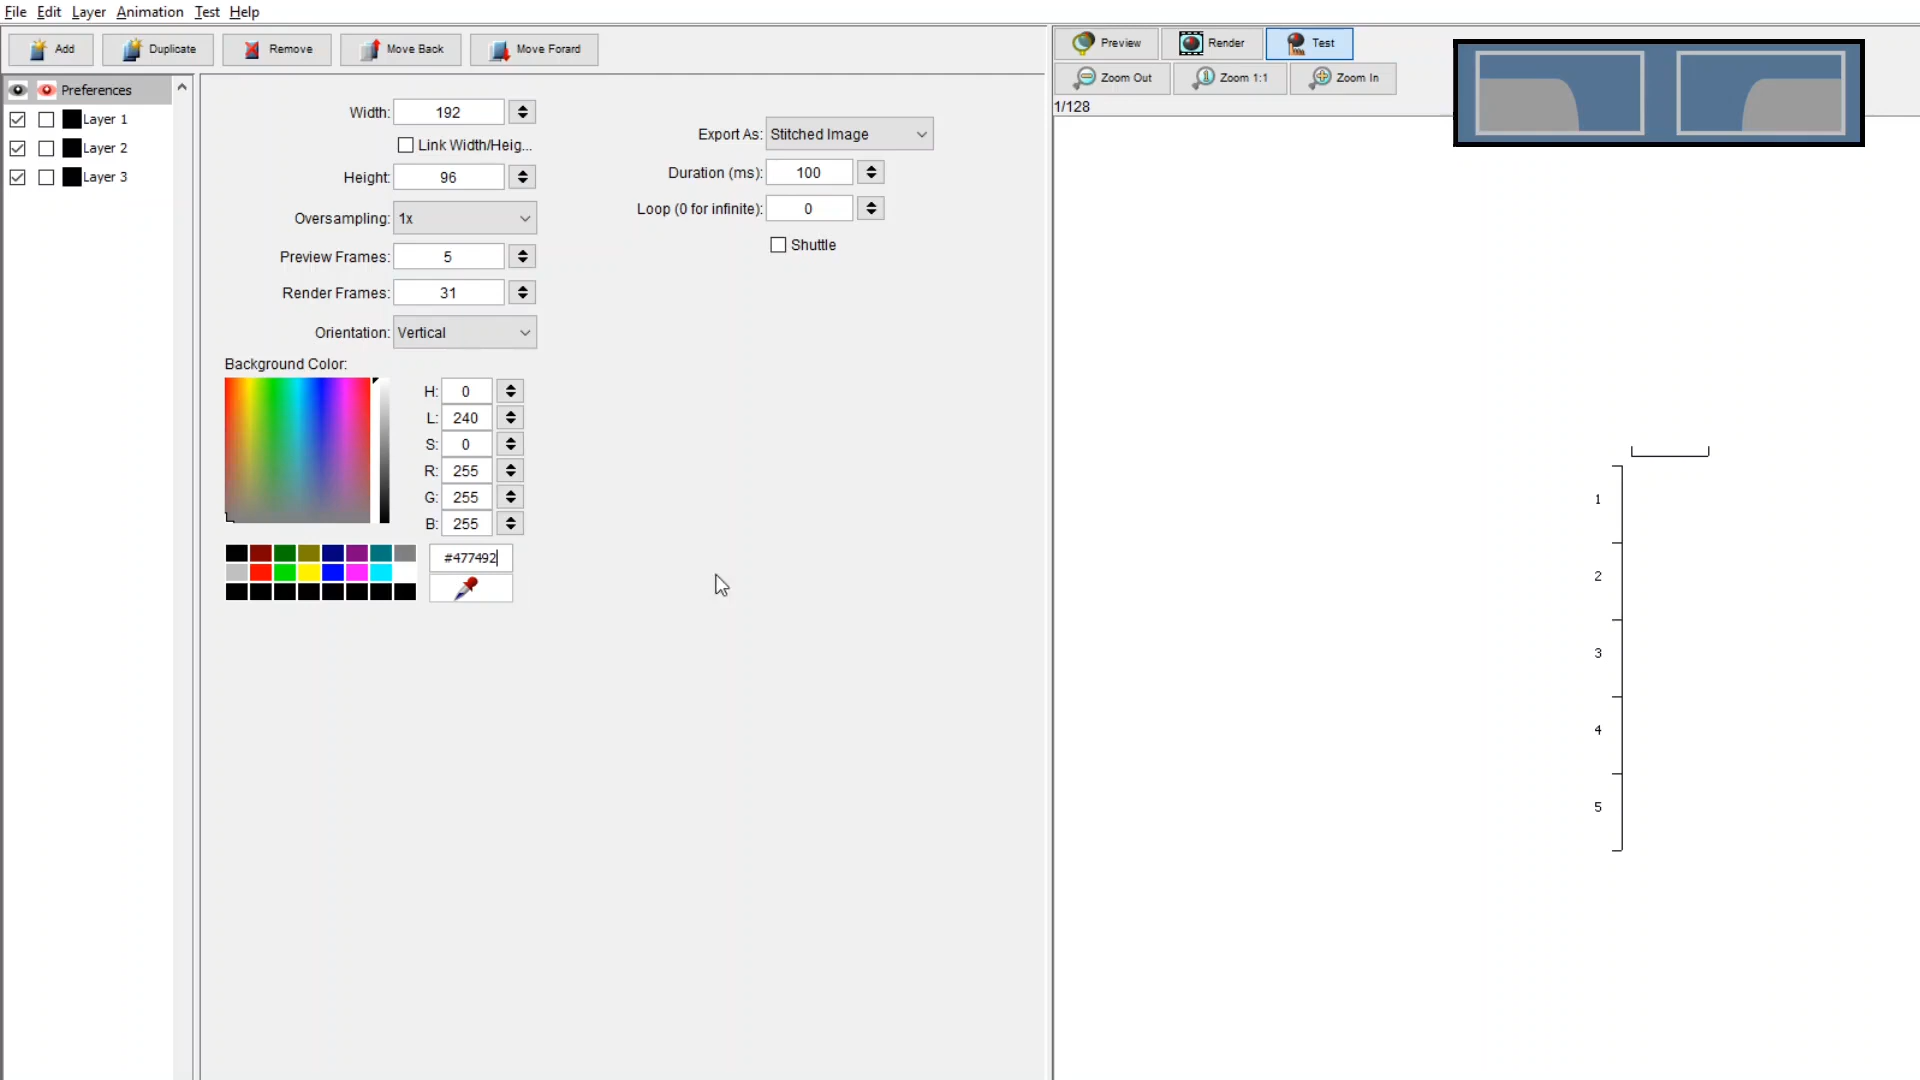 File Edit Layer Animation Test Help
Add Duplicate Remove Move Back Move Forard
Preview Render Test
Zoom Out Zoom 1:1 Zoom In
1/128
Preferences
Layer 1
Layer 2
Layer 3
Width: 192
Link Width/Heig...
Height: 96
Oversampling: 1x
Preview Frames: 5
Render Frames: 31
Orientation: Vertical
Background Color:
H: 0
L: 240
S: 0
R: 255
G: 255
B: 255
#477492
Export As: Stitched Image
Duration (ms): 100
Loop (0 for infinite): 0
Shuttle
1
2
3
4
5